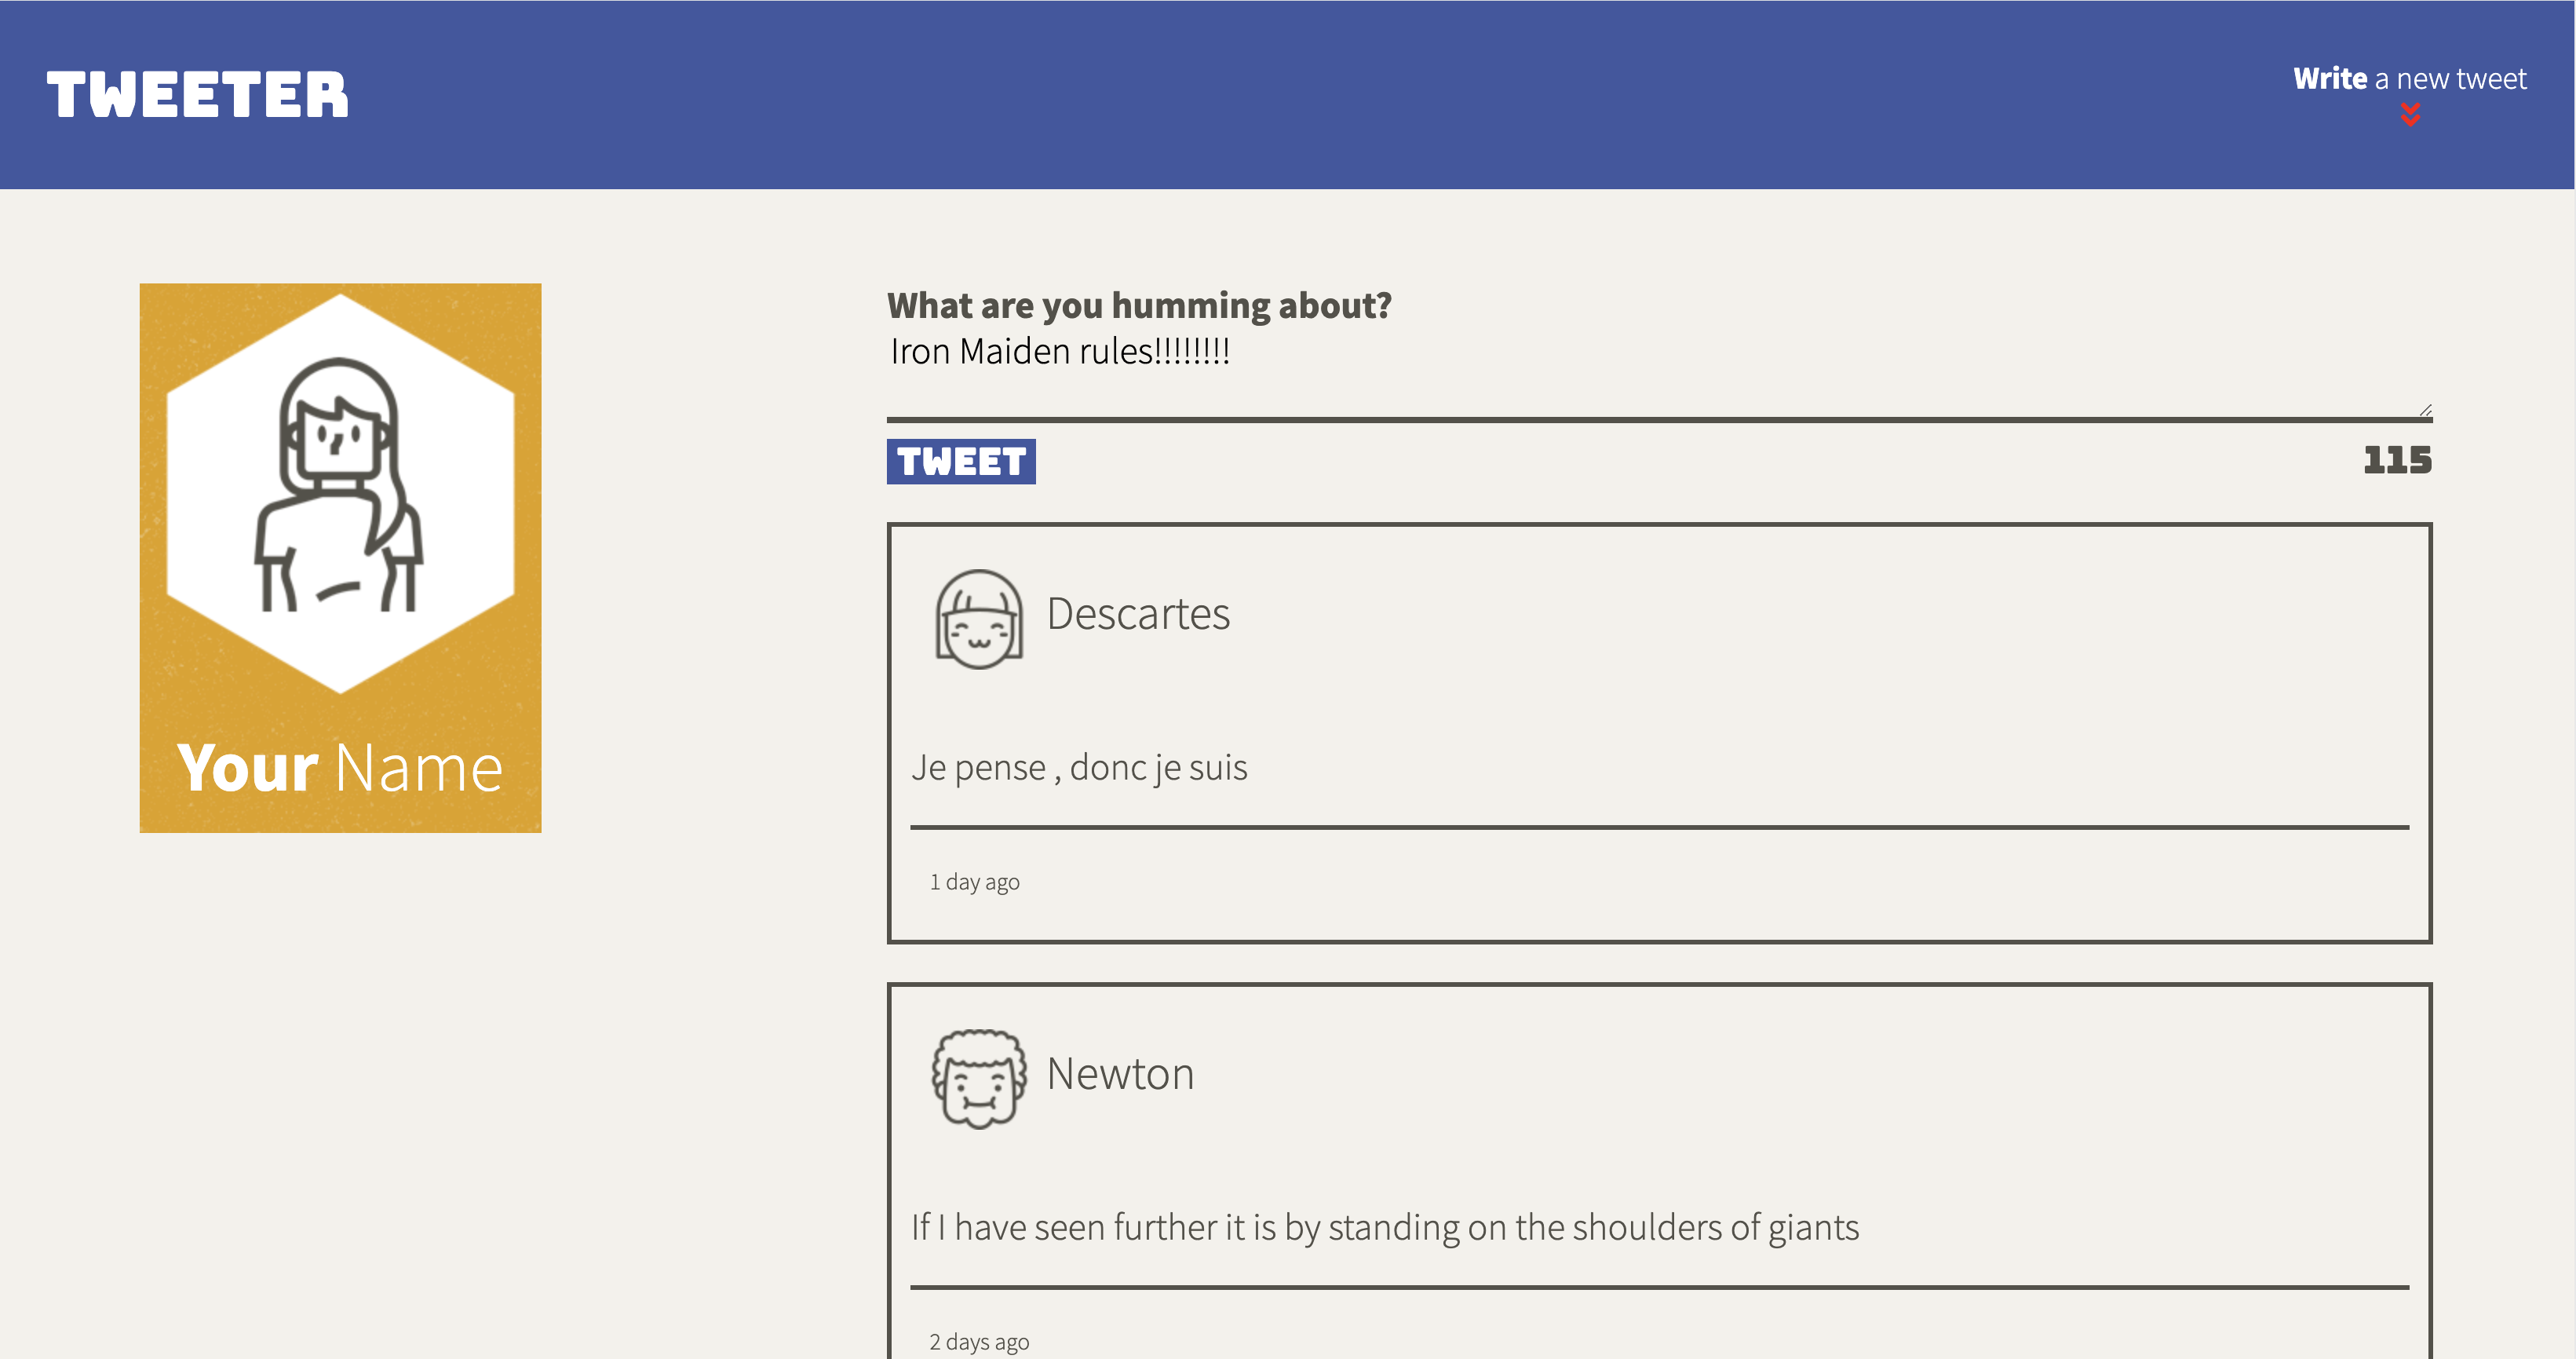 TWEETER
Write a new tweet
Your Name
What are you humming about?
Iron Maiden rules!!!!!!!!
TWEET
115
Descartes
Je pense , donc je suis
1 day ago
Newton
If I have seen further it is by standing on the shoulders of giants
2 days ago